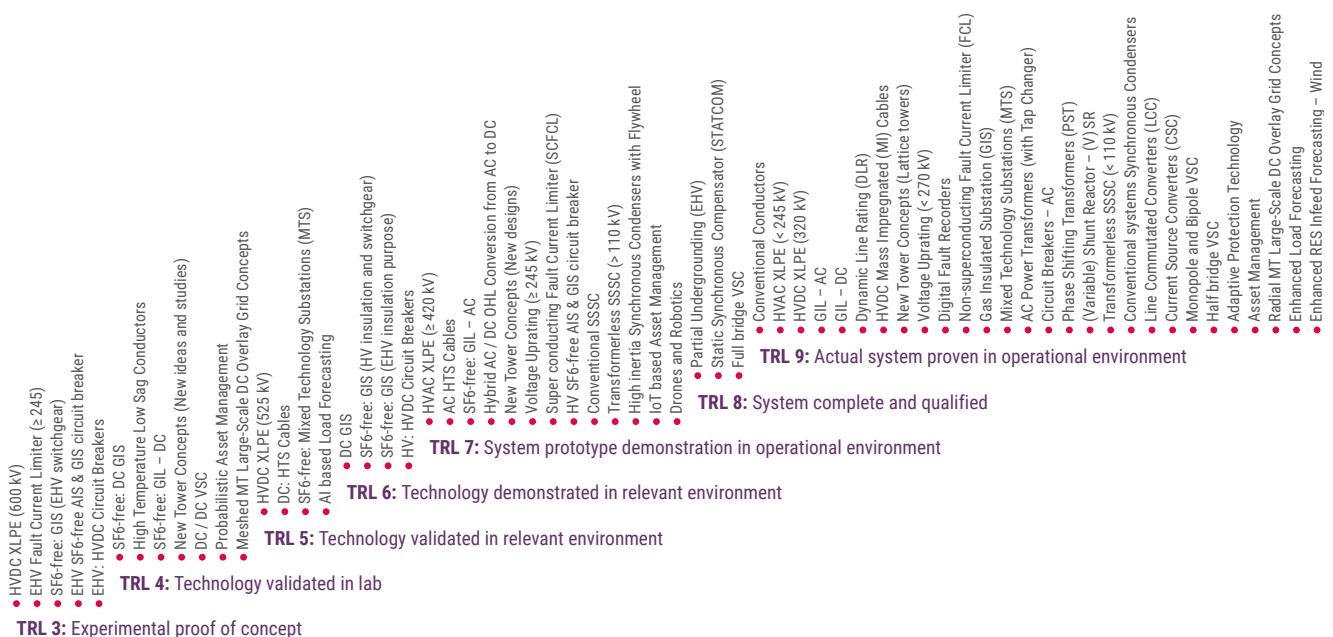 HVDC XLPE (600 kV)
EHV Fault Current Limiter (≥ 245)
SF6-free: GIS (EHV switchgear)
EHV SF6-free AIS & GIS circuit breaker
EHV: HVDC Circuit Breakers
TRL 3: Experimental proof of concept
SF6-free: DC GIS
High Temperature Low Sag Conductors
SF6-free: GIL – DC
New Tower Concepts (New ideas and studies)
DC / DC VSC
Probabilistic Asset Management
Meshed MT Large-Scale DC Overlay Grid Concepts
TRL 4: Technology validated in lab
HVDC XLPE (525 kV)
DC: HTS Cables
SF6-free: Mixed Technology Substations (MTS)
AI based Load Forecasting
TRL 5: Technology validated in relevant environment
DC GIS
SF6-free: GIS (HV insulation and switchgear)
SF6-free: GIS (EHV insulation purpose)
HV: HVDC Circuit Breakers
TRL 6: Technology demonstrated in relevant environment
HVAC XLPE (≥ 420 kV)
AC HTS Cables
SF6-free: GIL – AC
Hybrid AC / DC OHL Conversion from AC to DC
New Tower Concepts (New designs)
Voltage Uprating (≥ 245 kV)
Super conducting Fault Current Limiter (SCFCL)
HV SF6-free AIS & GIS circuit breaker
Conventional SSSC
Transformerless SSSC (> 110 kV)
High inertia Synchronous Condensers with Flywheel
IoT based Asset Management
Drones and Robotics
TRL 7: System prototype demonstration in operational environment
Partial Undergrounding (EHV)
Static Synchronous Compensator (STATCOM)
Full bridge VSC
TRL 8: System complete and qualified
Conventional Conductors
HVAC XLPE (< 245 kV)
HVDC XLPE (320 kV)
GIL – AC
GIL – DC
Dynamic Line Rating (DLR)
HVDC Mass Impregnated (MI) Cables
New Tower Concepts (Lattice towers)
Voltage Uprating (< 270 kV)
Digital Fault Recorders
Non-superconducting Fault Current Limiter (FCL)
Gas Insulated Substation (GIS)
Mixed Technology Substations (MTS)
AC Power Transformers (with Tap Changer)
Circuit Breakers – AC
Phase Shifting Transformers (PST)
(Variable) Shunt Reactor – (V) SR
Transformerless SSSC (< 110 kV)
Conventional systems Synchronous Condensers
Line Commutated Converters (LCC)
Current Source Converters (CSC)
Monopole and Bipole VSC
Half bridge VSC
Adaptive Protection Technology
Asset Management
Radial MT Large-Scale DC Overlay Grid Concepts
Enhanced Load Forecasting
Enhanced RES Infeed Forecasting – Wind
TRL 9: Actual system proven in operational environment